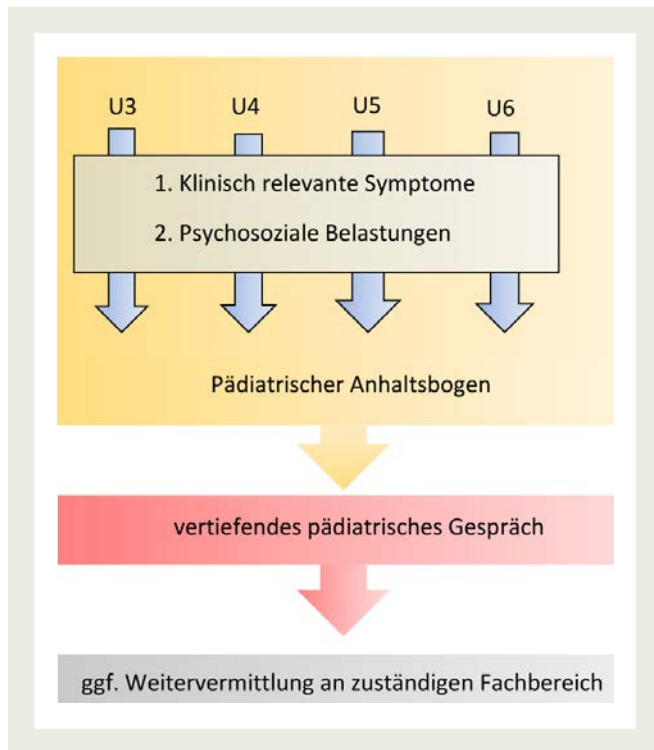 U3 U4 U5 U6
1. Klinisch relevante Symptome
2. Psychosoziale Belastungen
Pädiatrischer Anhaltsbogen
vertiefendes pädiatrisches Gespräch
ggf. Weitervermittlung an zuständigen Fachbereich